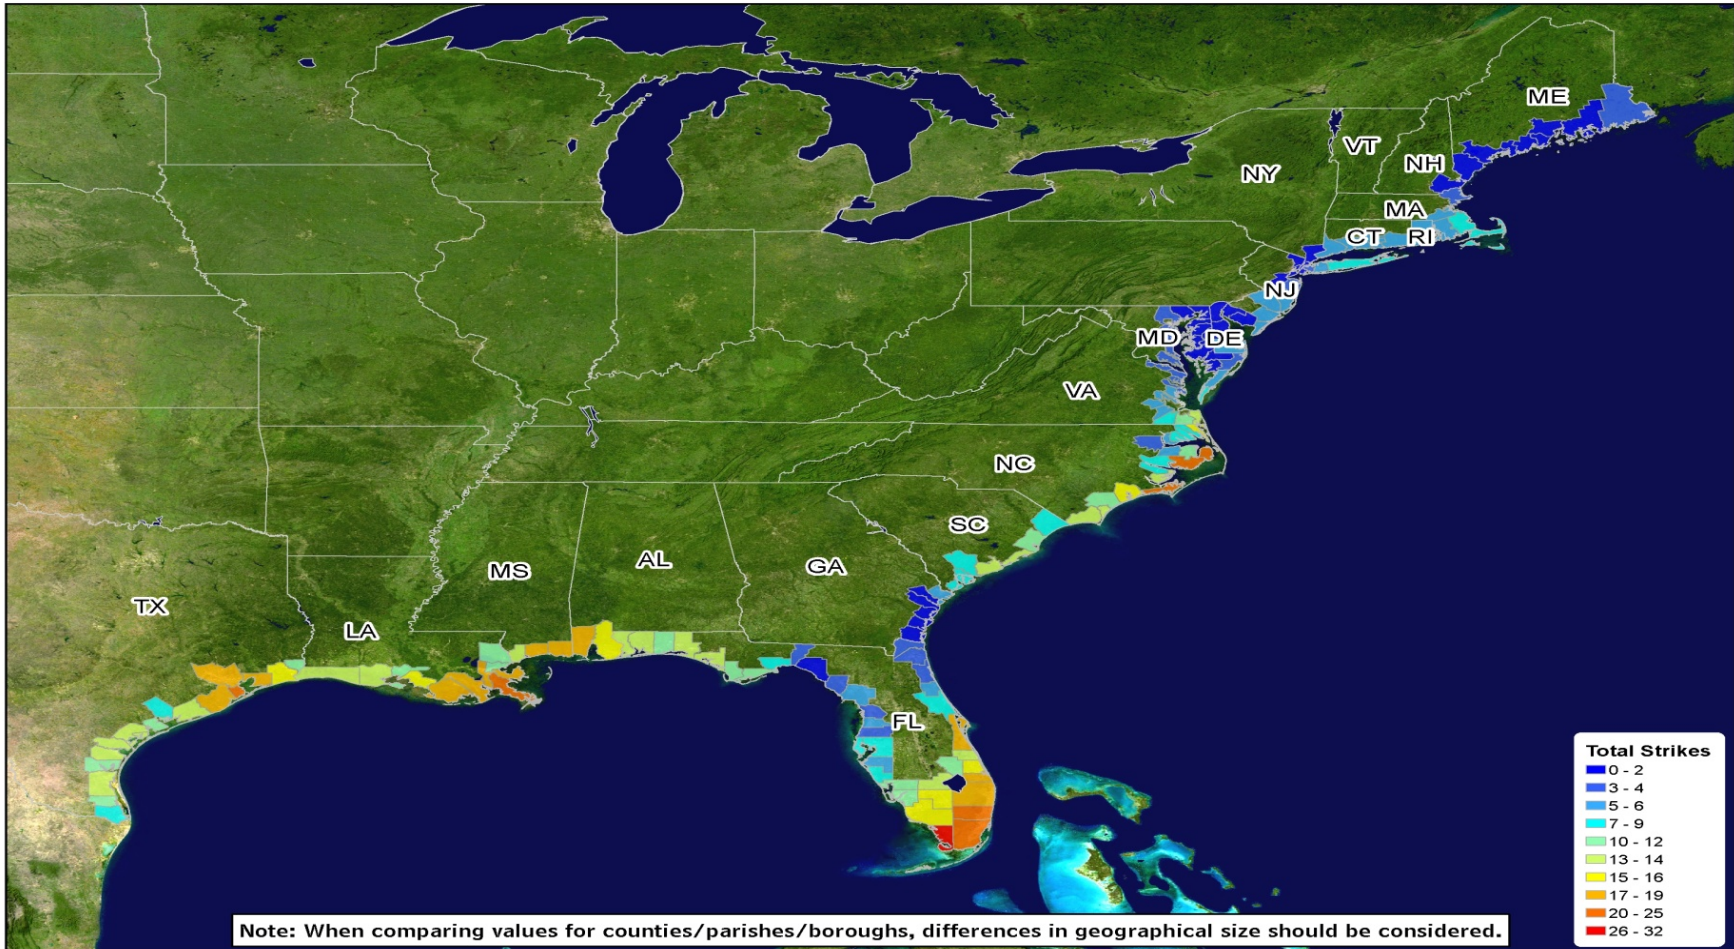 ME
VT
NH
NY
MA
CT
RI
NJ
MD
DE
VA
NC
SC
MS
AL
GA
TX
LA
FL
Total Strikes
0 - 2
3 - 4
5 - 6
7 - 9
10 - 12
13 - 14
15 - 16
17 - 19
20 - 25
26 - 32
Note: When comparing values for counties/parishes/boroughs, differences in geographical size should be considered.